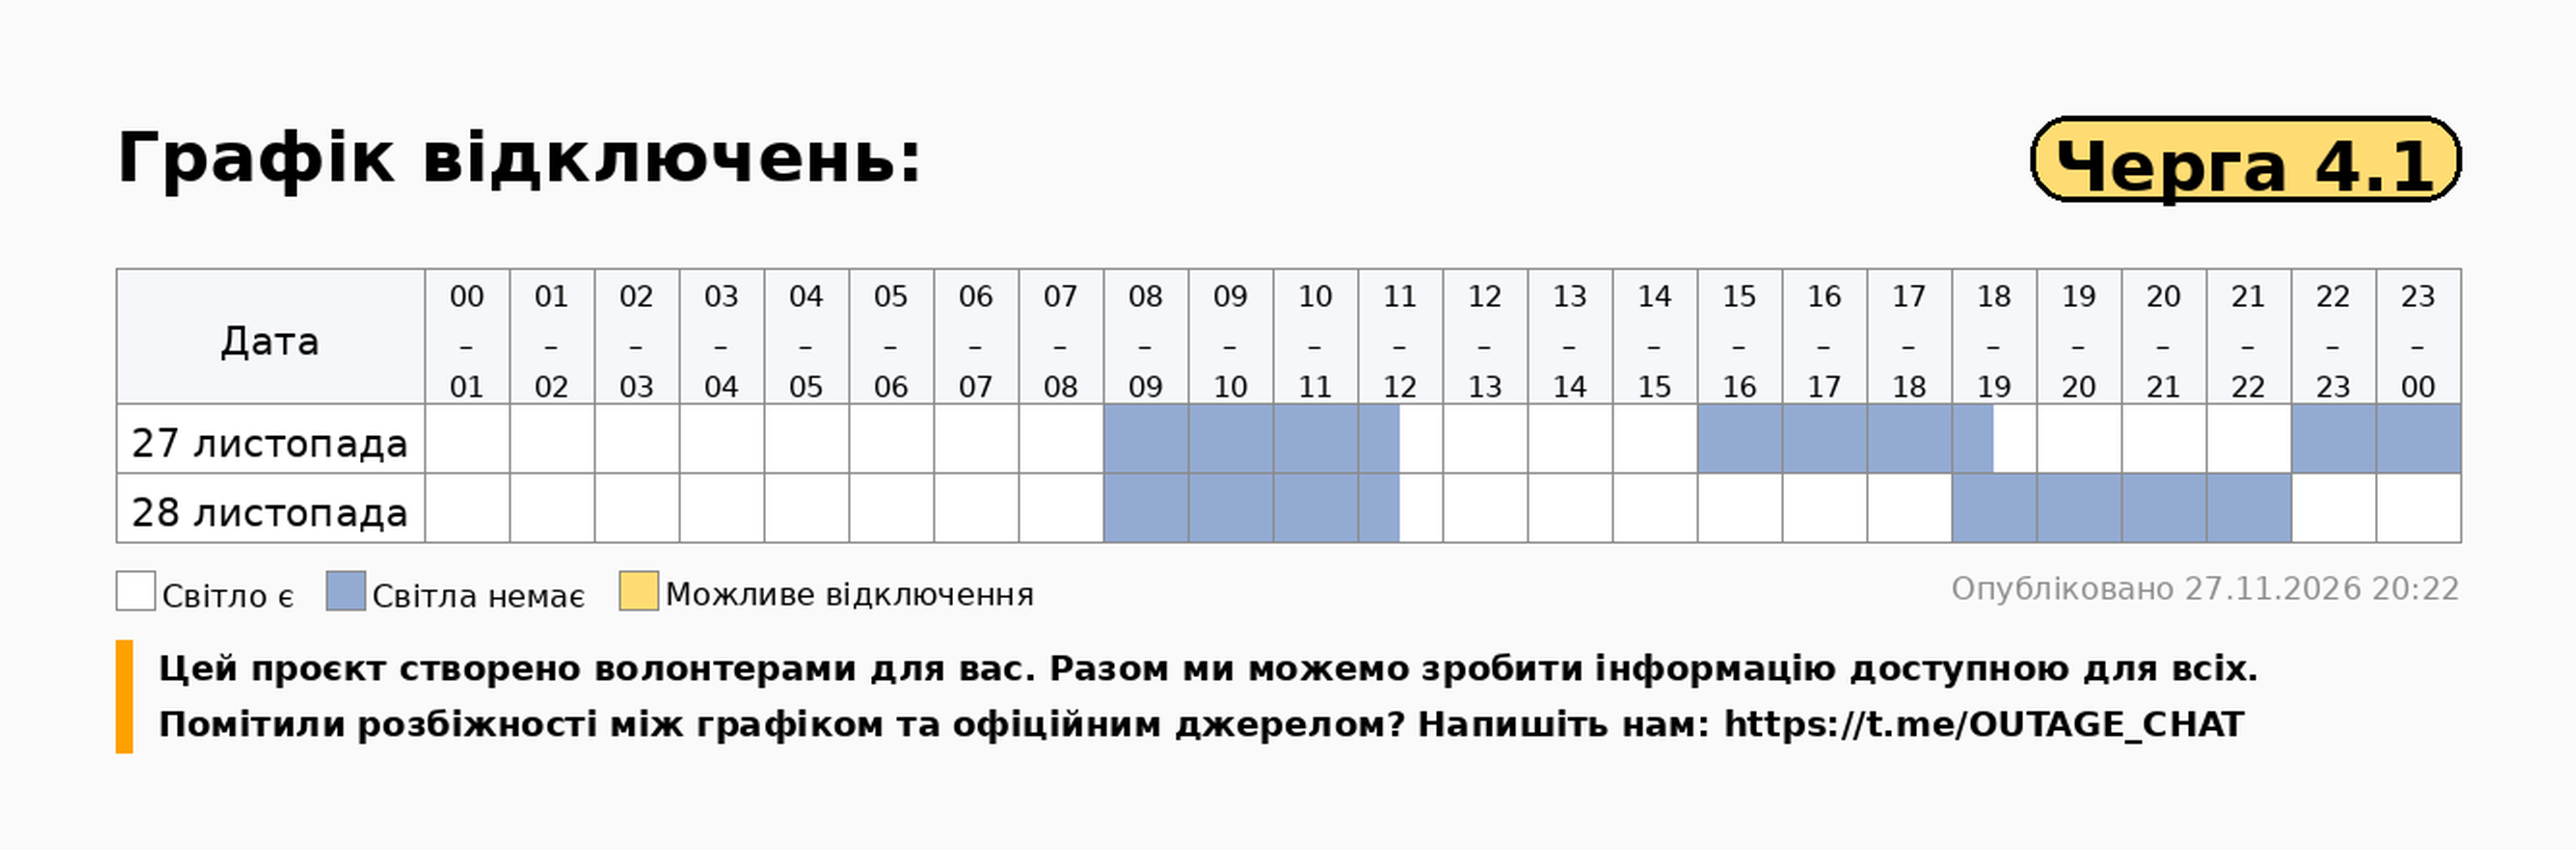 Графік відключень:
Черга 4.1
Дата 00 – 01 01 – 02 02 – 03 03 – 04 04 – 05 05 – 06 06 – 07 07 – 08 08 – 09 09 – 10 10 – 11 11 – 12 12 – 13 13 – 14 14 – 15 15 – 16 16 – 17 17 – 18 18 – 19 19 – 20 20 – 21 21 – 22 22 – 23 23 – 00
27 листопада
28 листопада
Світло є Світла немає Можливе відключення
Опубліковано 27.11.2026 20:22
Цей проєкт створено волонтерами для вас. Разом ми можемо зробити інформацію доступною для всіх.
Помітили розбіжності між графіком та офіційним джерелом? Напишіть нам: https://t.me/OUTAGE_CHAT